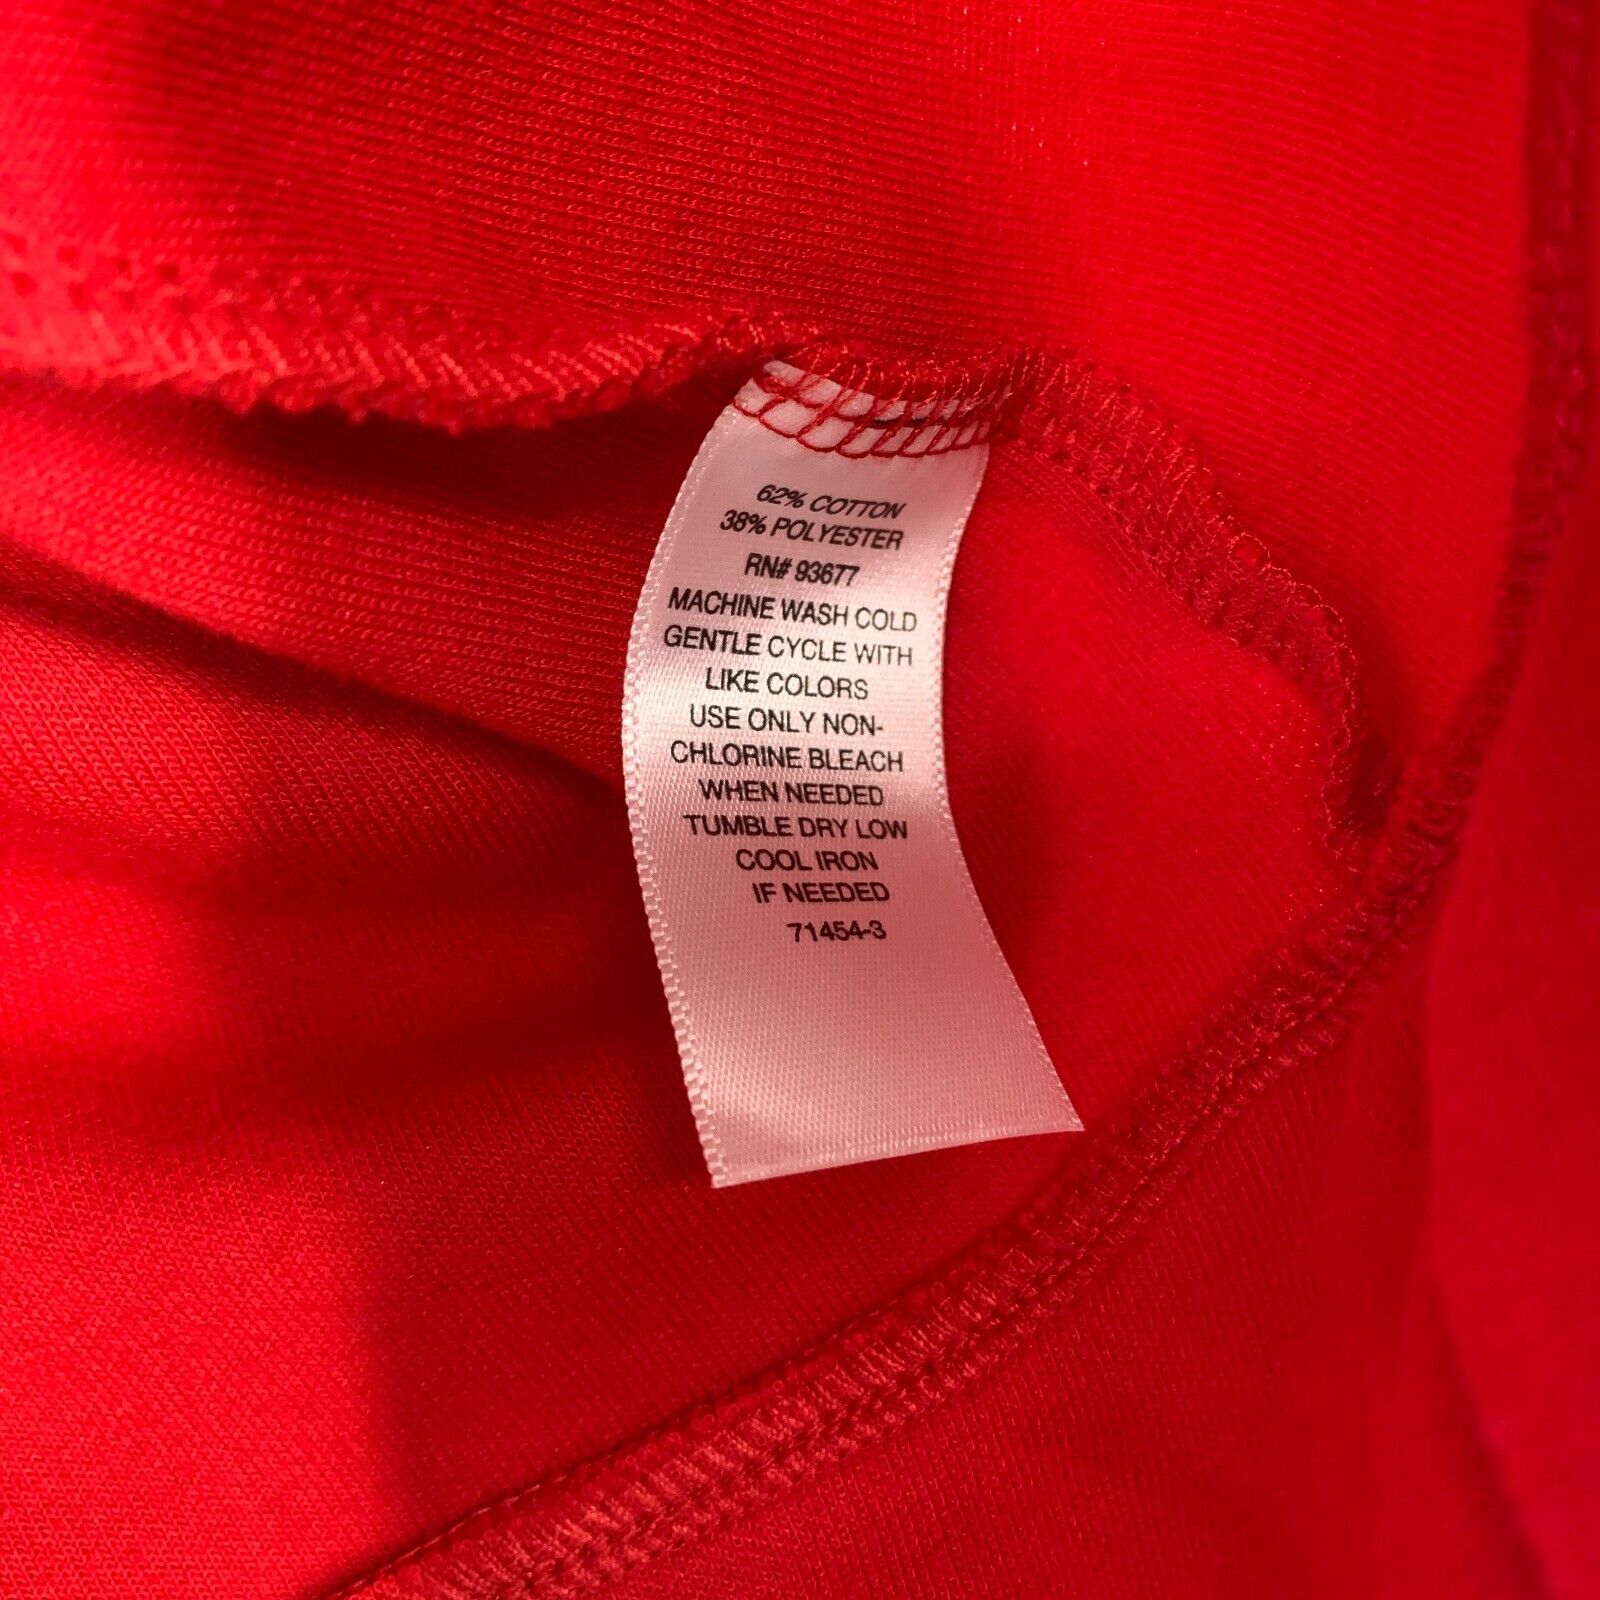 62% COTTON
38% POLYESTER
RN# 93677
MACHINE WASH COLD
GENTLE CYCLE WITH
LIKE COLORS
USE ONLY NON-
CHLORINE BLEACH
WHEN NEEDED
TUMBLE DRY LOW
COOL IRON
IF NEEDED
71454-3